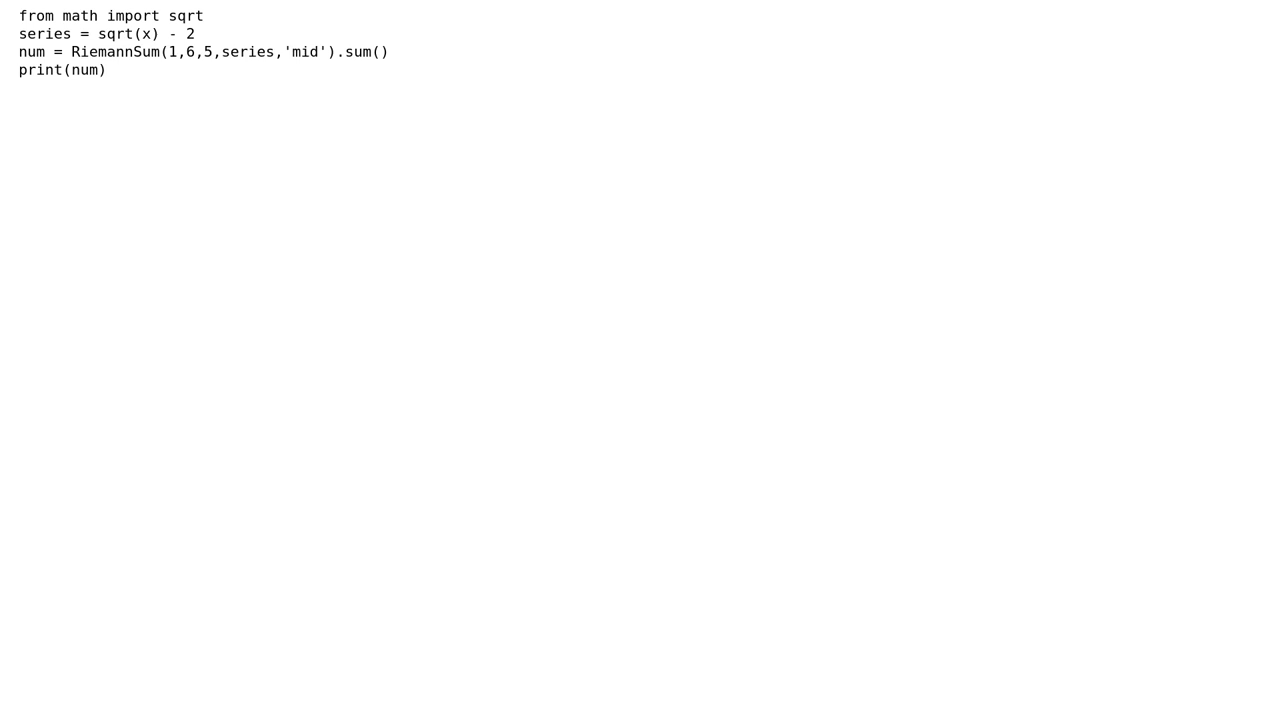 from math import sqrt
series = sqrt(x) - 2
num = RiemannSum(1,6,5,series,'mid').sum()
print(num)